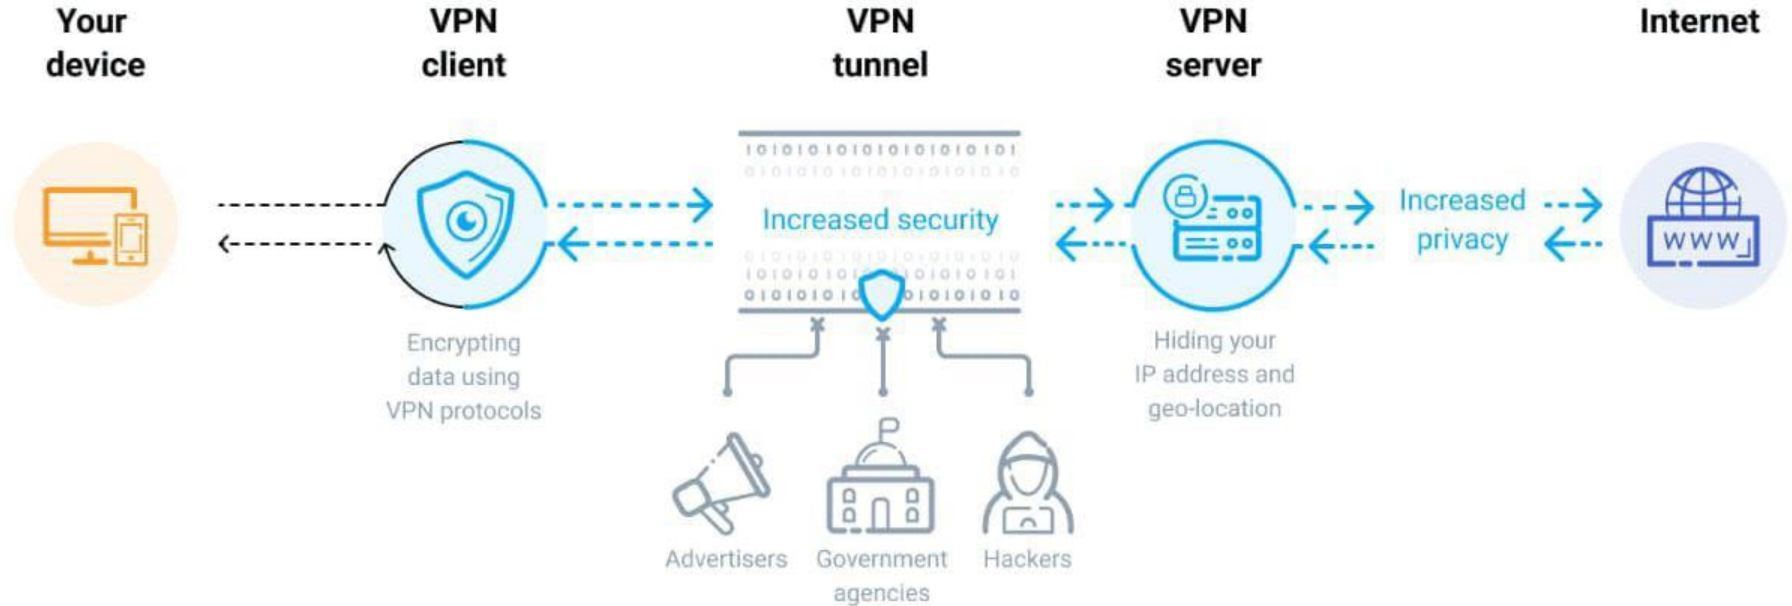 Your
device
VPN
client
VPN
tunnel
VPN
server
Internet
1010101010101010101010101
Increased security
Increased
privacy
WWW
Encrypting
data using
VPN protocols
Hiding your
IP address and
geo-location
Advertisers
Government
agencies
Hackers